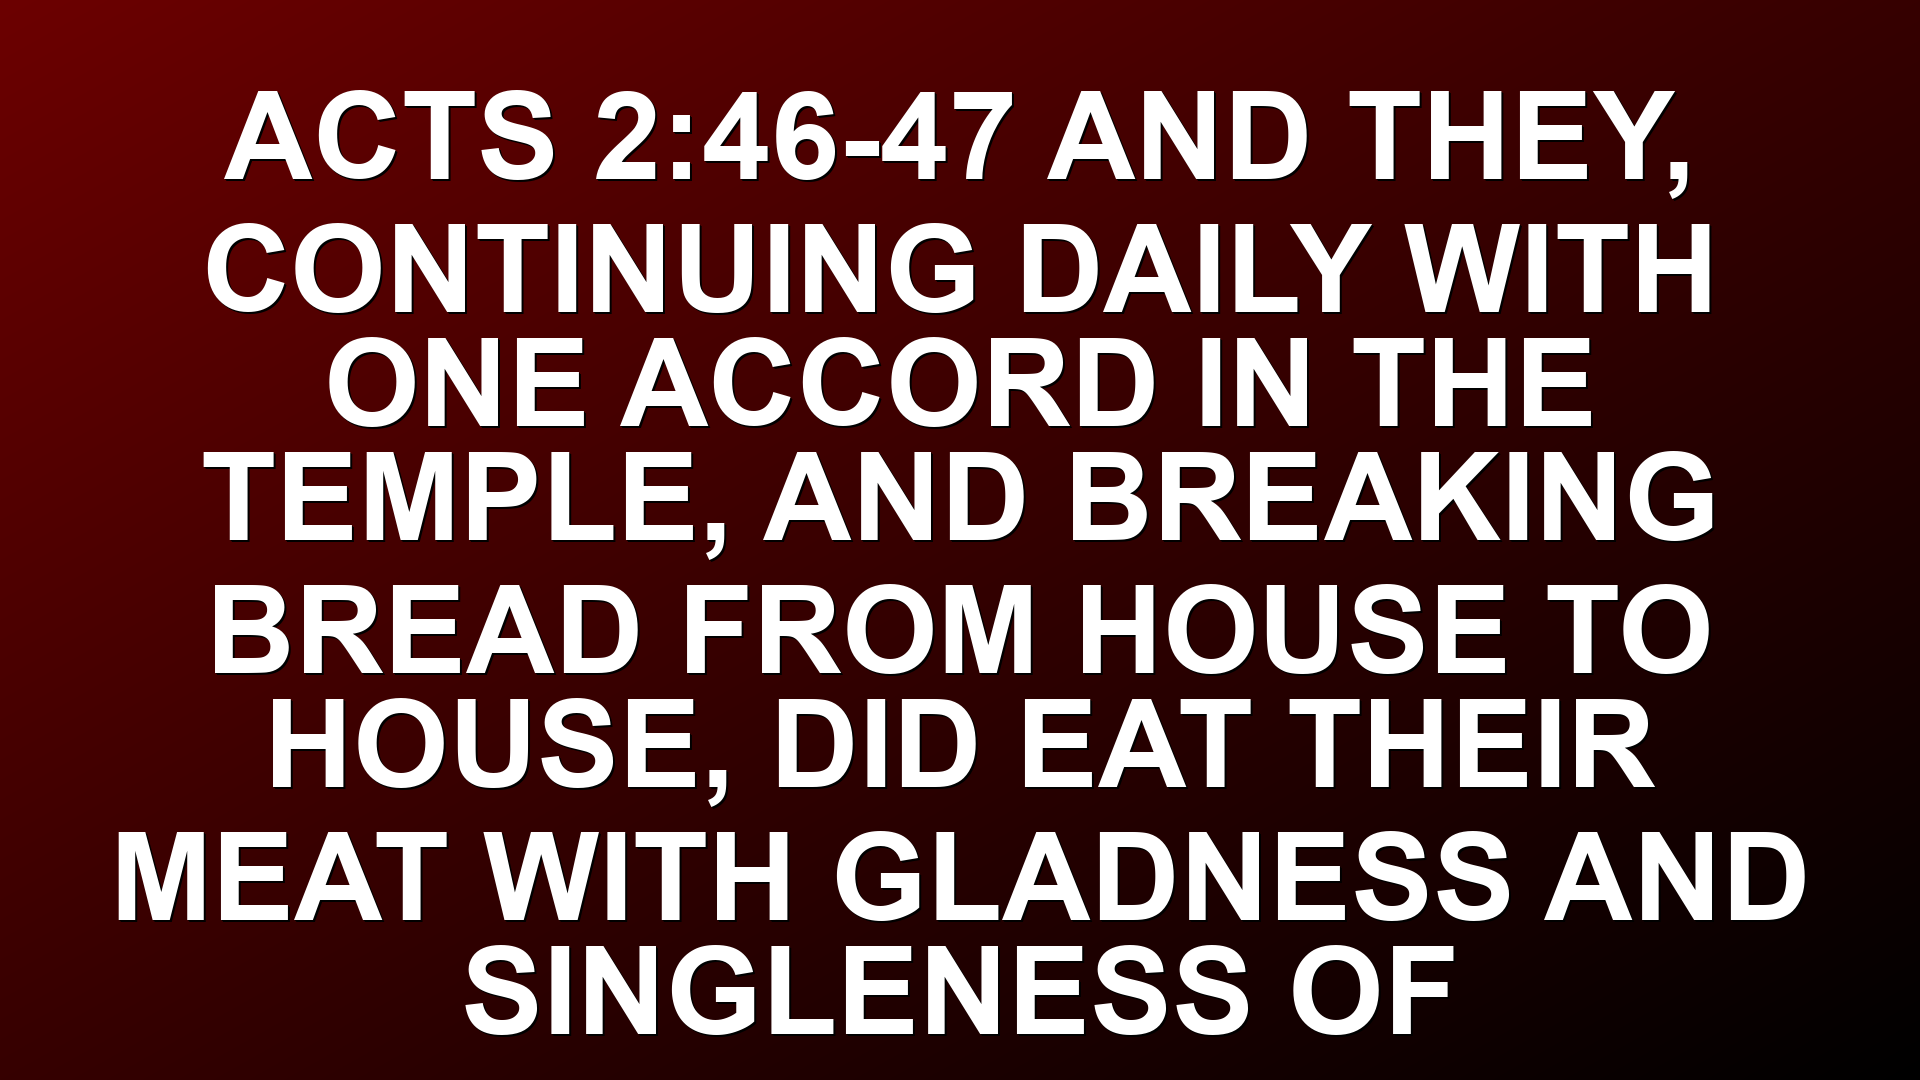 ACTS 2:46-47 AND THEY,
CONTINUING DAILY WITH
ONE ACCORD IN THE
TEMPLE, AND BREAKING
BREAD FROM HOUSE TO
HOUSE, DID EAT THEIR
MEAT WITH GLADNESS AND
SINGLENESS OF